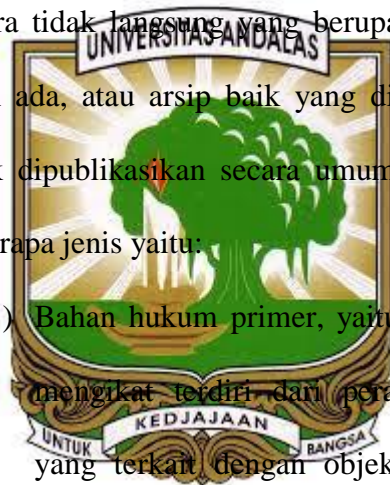 ra tidak langsung yang berupa
UNIVERSITAS ANDALAS
ada, atau arsip baik yang di
dipublikasikan secara umum
rapa jenis yaitu:
) Bahan hukum primer, yaitu
mengikat terdiri dari pera
KEDJAJAAN
UNTUK BANGSA
yang terkait dengan objek